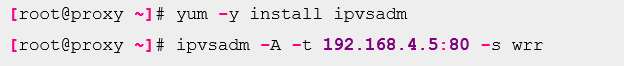 [root@proxy ~]# yum -y install ipvsadm
[root@proxy ~]# ipvsadm -A -t 192.168.4.5:80 -s wrr